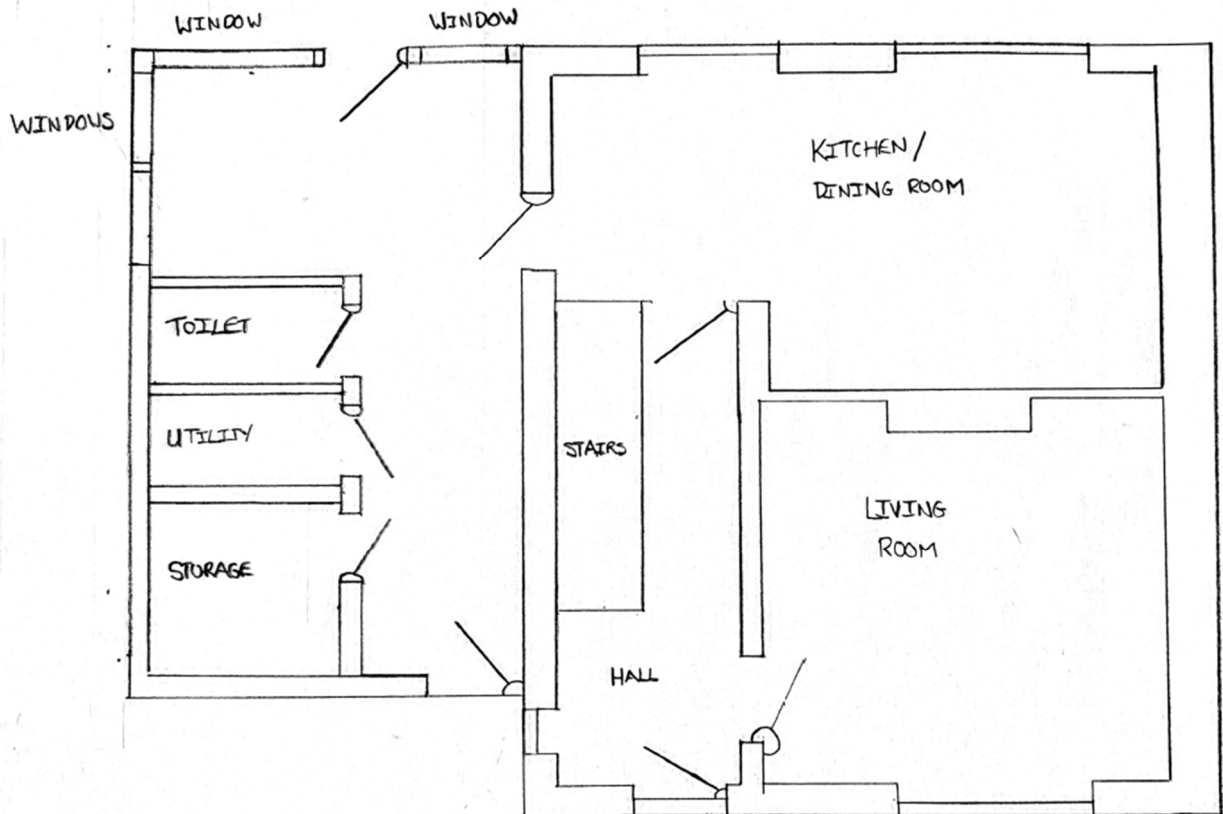 WINDOW
WINDOW
WINDOWS
KITCHEN/
DINING ROOM
TOILET
UTILITY
STAIRS
STORAGE
LIVING
ROOM
HALL